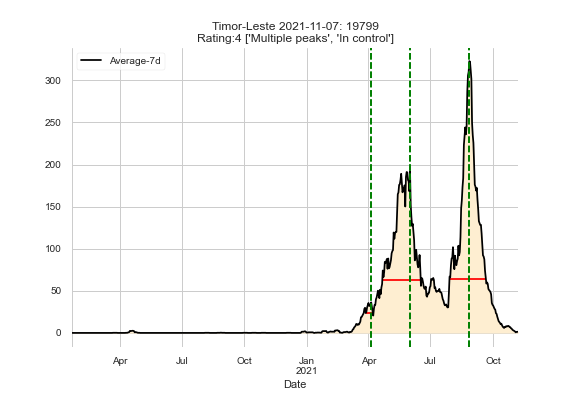 Timor-Leste 2021-11-07: 19799
Rating:4 ['Multiple peaks', 'In control']
Average-7d
300
250
200
150
100
50
0
Apr Jul Oct Jan Apr Jul Oct
2021
Date